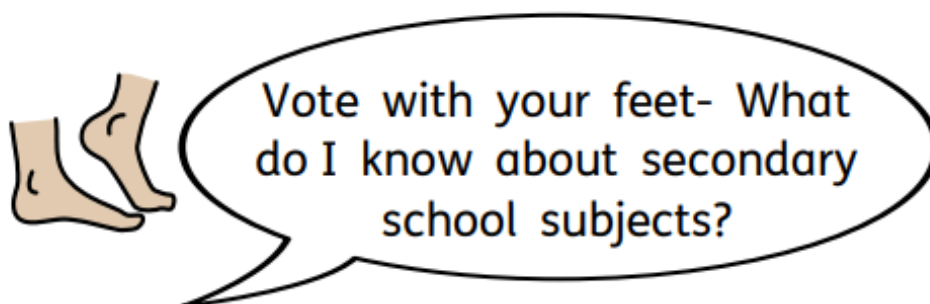 Vote with your feet- What
do I know about secondary
school subjects?